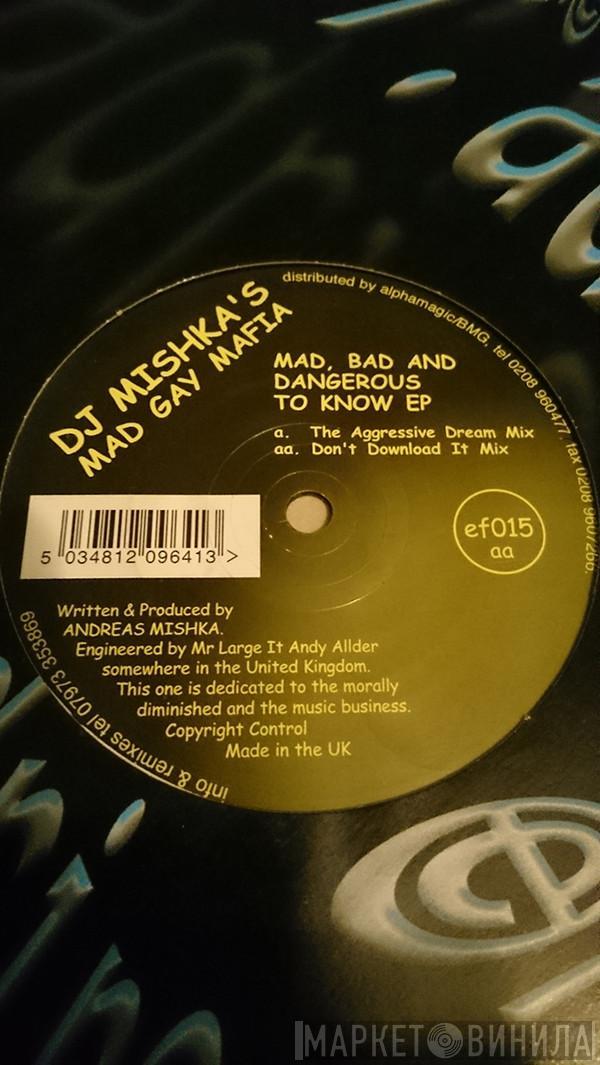 distributed by alphamagic/BMG. tel 0208 960477. fax 0208
DJ MISHKA'S
MAD GAY MAFIA
MAD, BAD AND
DANGEROUS
TO KNOW EP
a. The Aggressive Dream Mix
aa. Don't Download It Mix
ef015
aa
5 034812 096413 >
Written & Produced by
ANDREAS MISHKA.
Engineered by Mr Large It Andy Allder
somewhere in the United Kingdom.
This one is dedicated to the morally
diminished and the music business.
Copyright Control
Made in the UK
info & remixes tel 07973 353869
МАРКЕТ ВИНИЛА